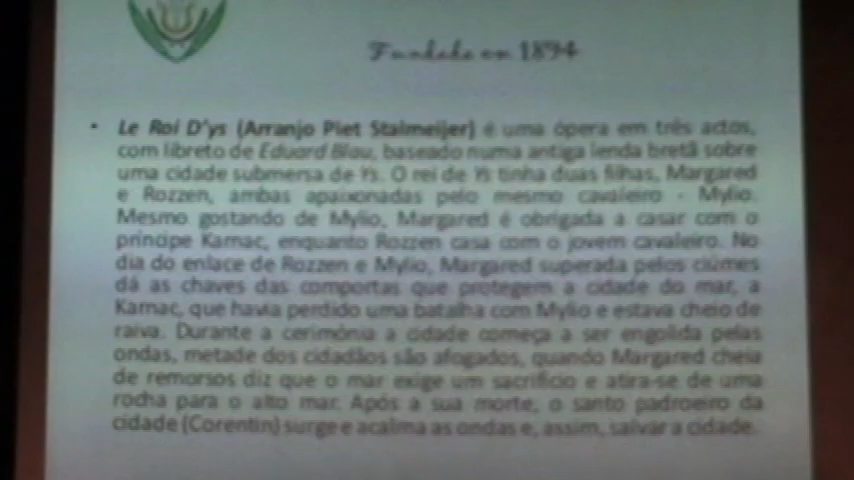 Fundada en 1894
• Le Roi D'ys (Arranjo Piet Stalmeijer) é uma ópera em três actos,
com libreto de Eduard Blau, baseado numa antiga lenda bretã sobre
uma cidade submersa de Ys. O rei de Ys tinha duas filhas, Margared
e Rozzen, ambas apaixonadas pelo mesmo cavaleiro - Mylio.
Mesmo gostando de Mylio, Margared é obrigada a casar com o
príncipe Karnac, enquanto Rozzen casa com o jovem cavaleiro. No
dia do enlace de Rozzen e Mylio, Margared superada pelos ciúmes
dá as chaves das comportas que protegem a cidade do mar, a
Karnac, que havia perdido uma batalha com Mylio e estava cheio de
raiva. Durante a cerimónia a cidade começa a ser engolida pelas
ondas, metade dos cidadãos são afogados, quando Margared cheia
de remorsos diz que o mar exige um sacrifício e atira-se de uma
rocha para o alto mar. Após a sua morte, o santo padroeiro da
cidade (Corentin) surge e acalma as ondas e, assim, salvar a cidade.